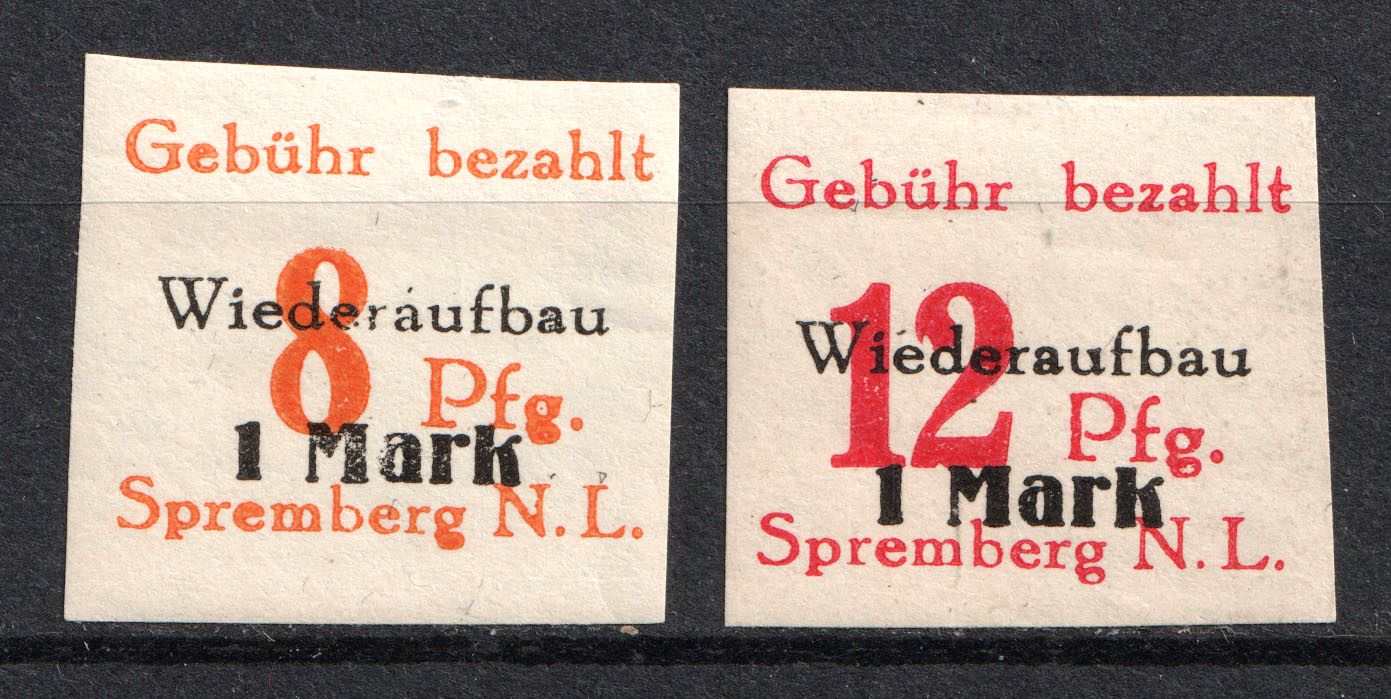 Gebühr bezahlt
8
Wiederaufbau
Pfg.
1 Mark
Spremberg N. L.
Gebühr bezahlt
12
Wiederaufbau
Pfg.
1 Mark
Spremberg N. L.